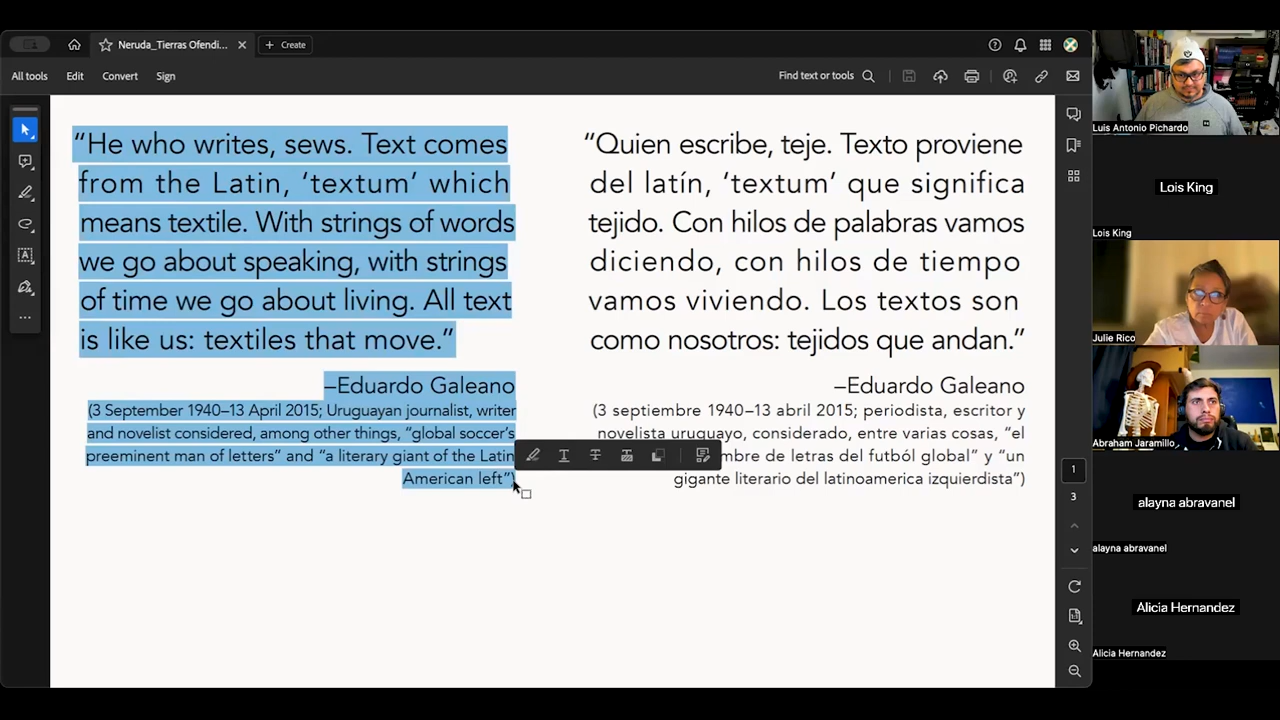 Neruda_Tierras Ofendi...
Create
All tools
Edit
Convert
Sign
Find text or tools
“He who writes, sews. Text comes
from the Latin, ‘textum’ which
means textile. With strings of words
we go about speaking, with strings
of time we go about living. All text
is like us: textiles that move.”
–Eduardo Galeano
(3 September 1940–13 April 2015; Uruguayan journalist, writer
and novelist considered, among other things, “global soccer’s
preeminent man of letters” and “a literary giant of the Latin
American left”)
“Quien escribe, teje. Texto proviene
del latín, ‘textum’ que significa
tejido. Con hilos de palabras vamos
diciendo, con hilos de tiempo
vamos viviendo. Los textos son
como nosotros: tejidos que andan.”
–Eduardo Galeano
(3 septiembre 1940–13 abril 2015; periodista, escritor y
novelista uruguayo, considerado, entre varias cosas, “el
de letras del futból global” y “un
gigante literario del latinoamerica izquierdista”)
1
3
Luis Antonio Pichardo
Lois King
Lois King
Julie Rico
Abraham Jaramillo
alayna abravanel
alayna abravanel
Alicia Hernandez
Alicia Hernandez